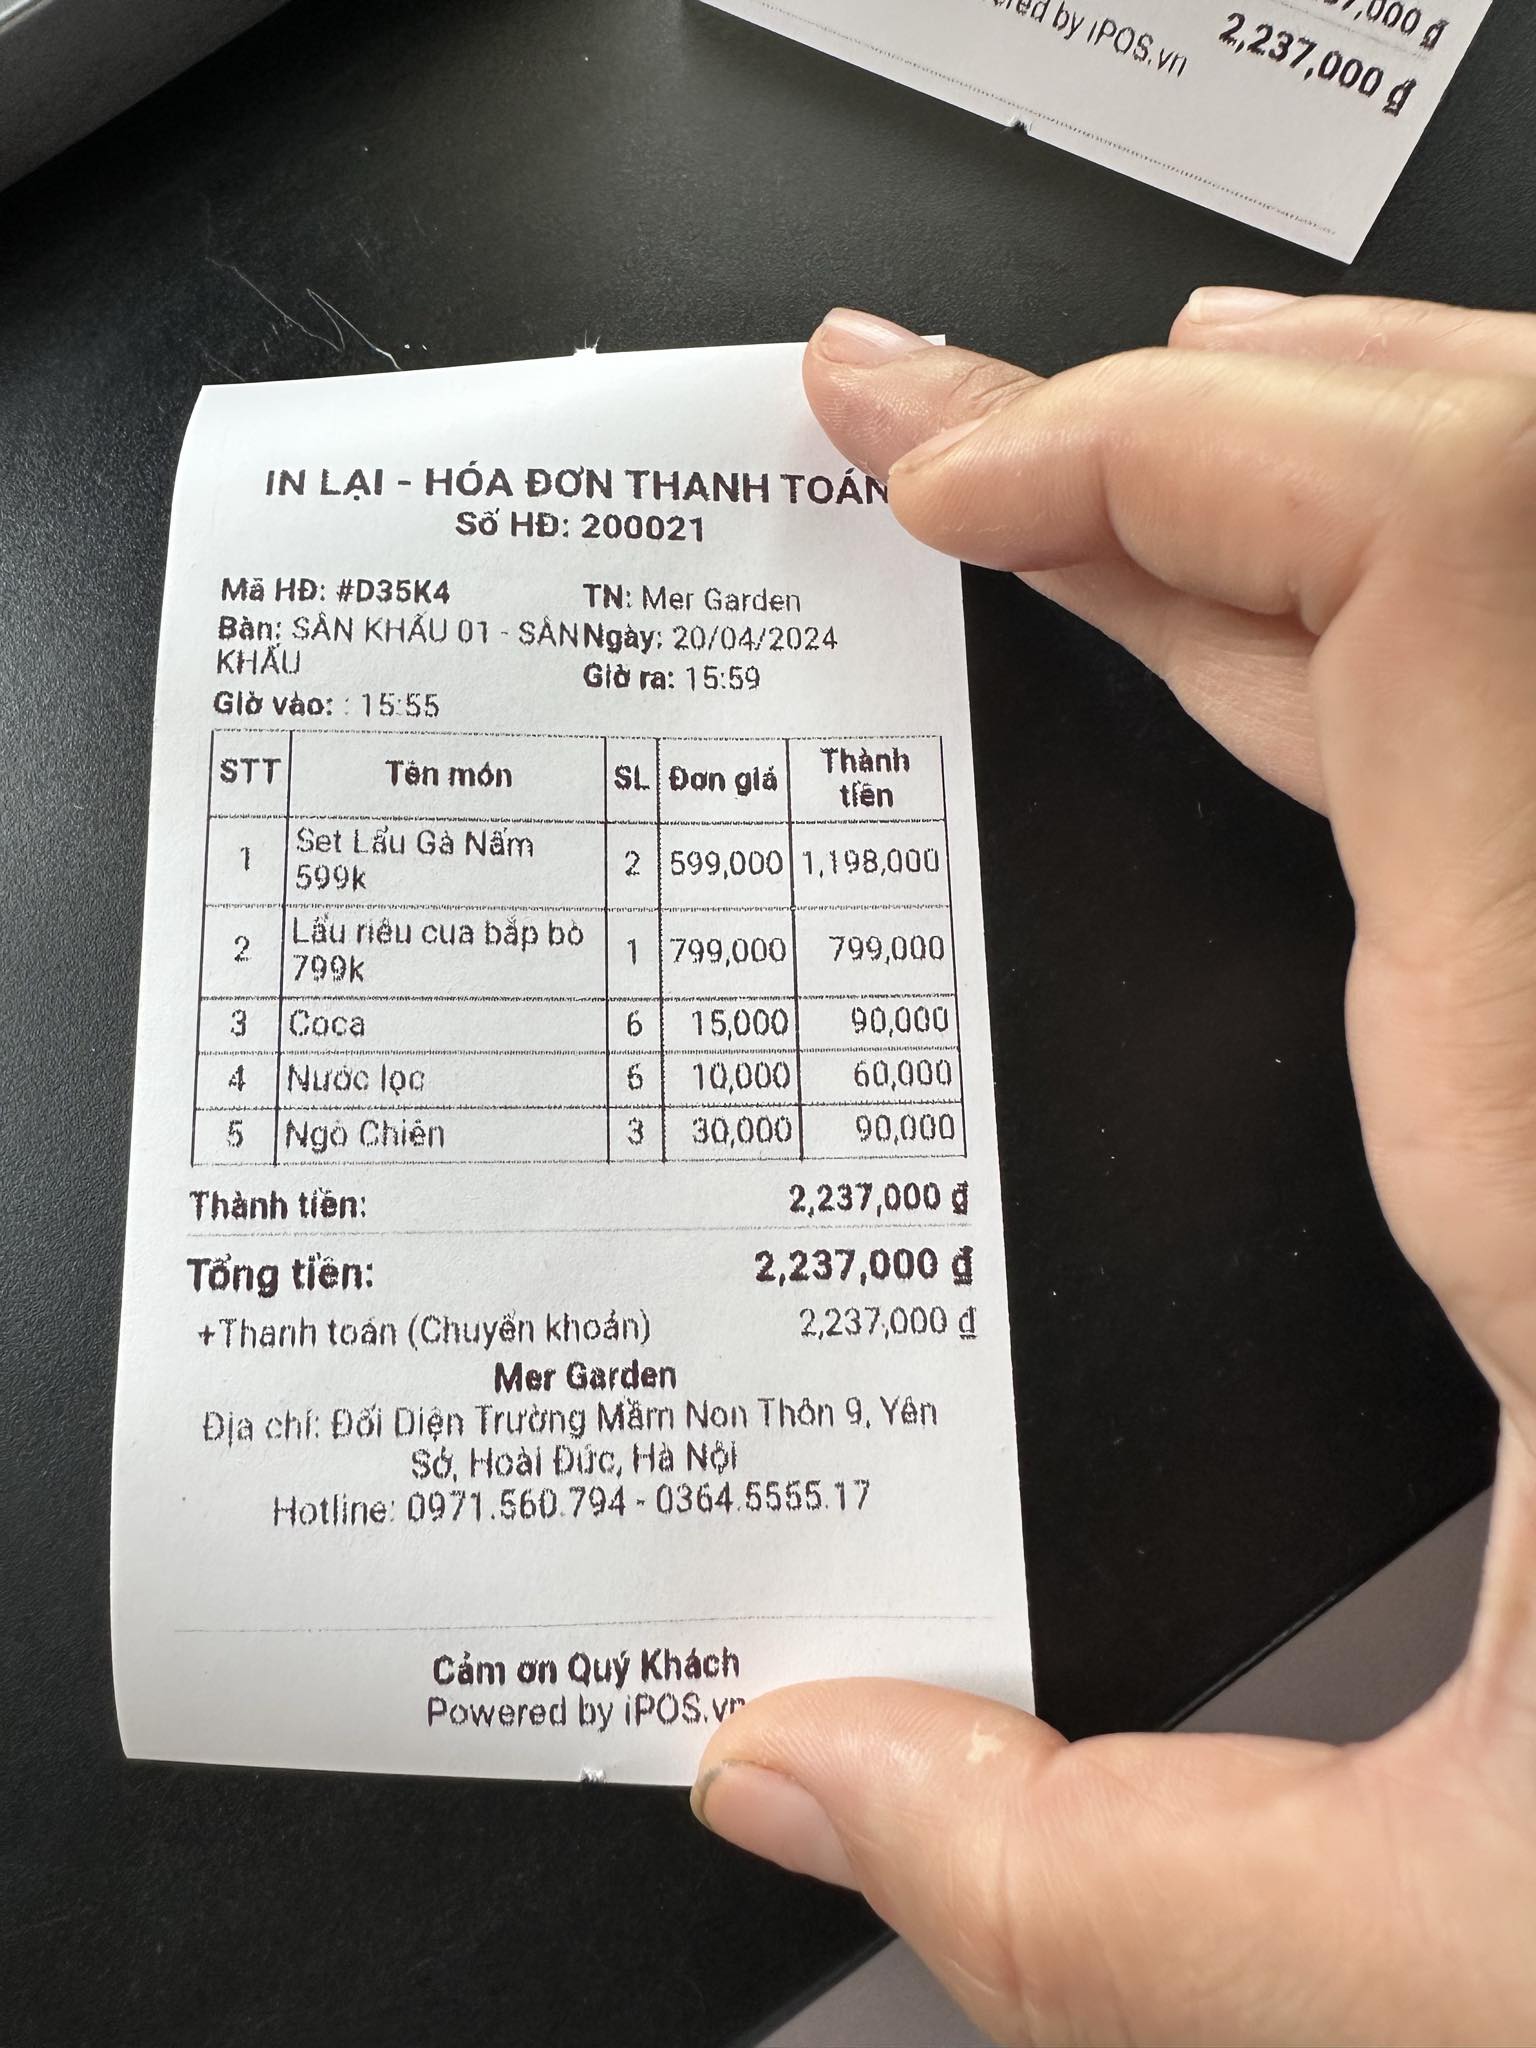 7,000 đ
2,237,000 đ
by iPOS.vn
IN LẠI - HÓA ĐƠN THANH TOÁN
Số HĐ: 200021
Mã HĐ: #D35K4 TN: Mer Garden
Bàn: SÂN KHẤU 01 - SÂN Ngày: 20/04/2024
KHẤU Giờ ra: 15:59
Giờ vào: : 15:55
STT Tên món SL Đơn giá Thành tiền
1 Set Lẩu Gà Nấm 599k 2 599,000 1,198,000
2 Lẩu riêu cua bắp bò 799k 1 799,000 799,000
3 Coca 6 15,000 90,000
4 Nước lọc 6 10,000 60,000
5 Ngô Chiên 3 30,000 90,000
Thành tiền: 2,237,000 đ
Tổng tiền: 2,237,000 đ
+Thanh toán (Chuyển khoản) 2,237,000 đ
Mer Garden
Địa chỉ: Đối Diện Trường Mầm Non Thôn 9, Yên
Sở, Hoài Đức, Hà Nội
Hotline: 0971.560.794 - 0364.5555.17
Cảm ơn Quý Khách
Powered by iPOS.vn